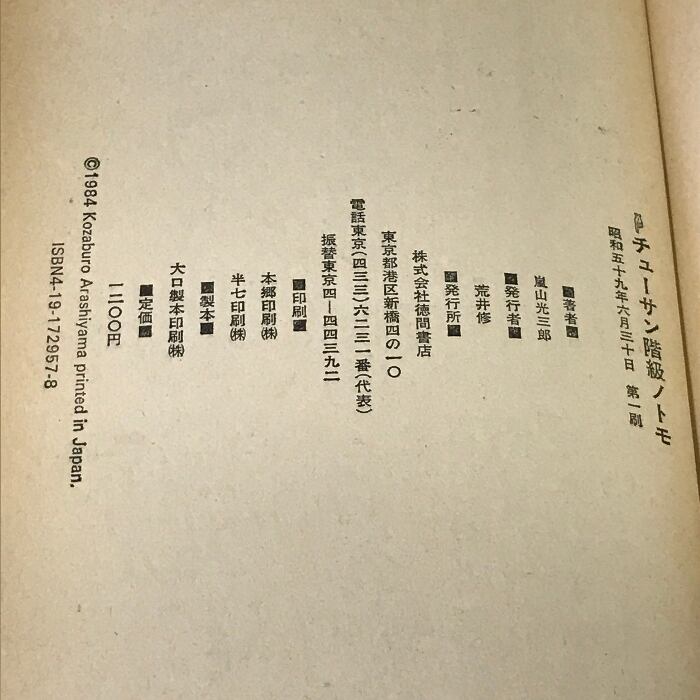 チューサン階級ノトモ
昭和五十九年六月三十日 第一刷
■著者■
嵐山光三郎
■発行者■
荒井修
■発行所■
株式会社徳間書店
東京都港区新橋四の一〇
電話東京(四三三)六二三一番(代表)
振替東京四—四四三九二
■印刷■
本郷印刷㈱
半七印刷㈱
■製本■
大口製本印刷㈱
■定価■
一二〇〇円
©1984 Kozaburo Arashiyama printed in Japan.
ISBN4-19-172957-8